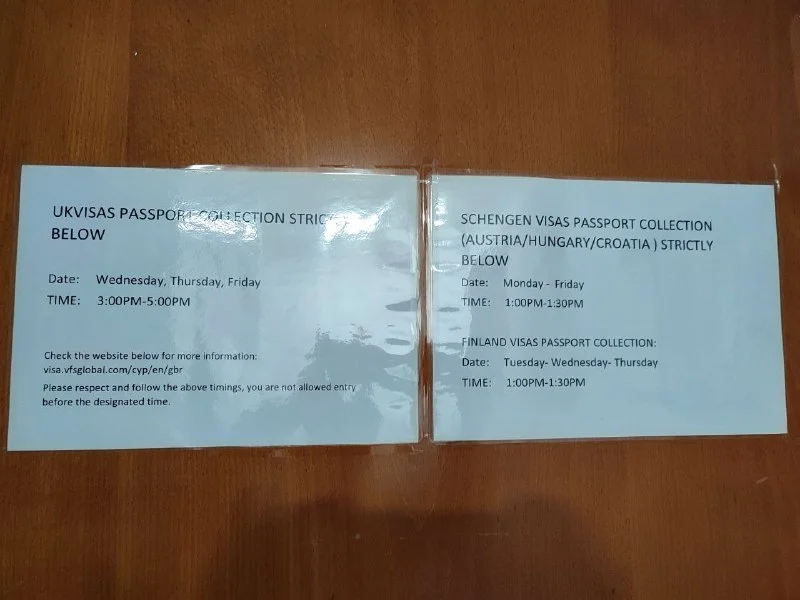 UKVISAS PASSPORT COLLECTION STRICTLY
BELOW
Date: Wednesday, Thursday, Friday
TIME: 3:00PM-5:00PM
Check the website below for more information:
visa.vfsglobal.com/cyp/en/gbr
Please respect and follow the above timings, you are not allowed entry
before the designated time.
SCHENGEN VISAS PASSPORT COLLECTION
(AUSTRIA/HUNGARY/CROATIA ) STRICTLY
BELOW
Date: Monday - Friday
TIME: 1:00PM-1:30PM
FINLAND VISAS PASSPORT COLLECTION:
Date: Tuesday- Wednesday- Thursday
TIME: 1:00PM-1:30PM